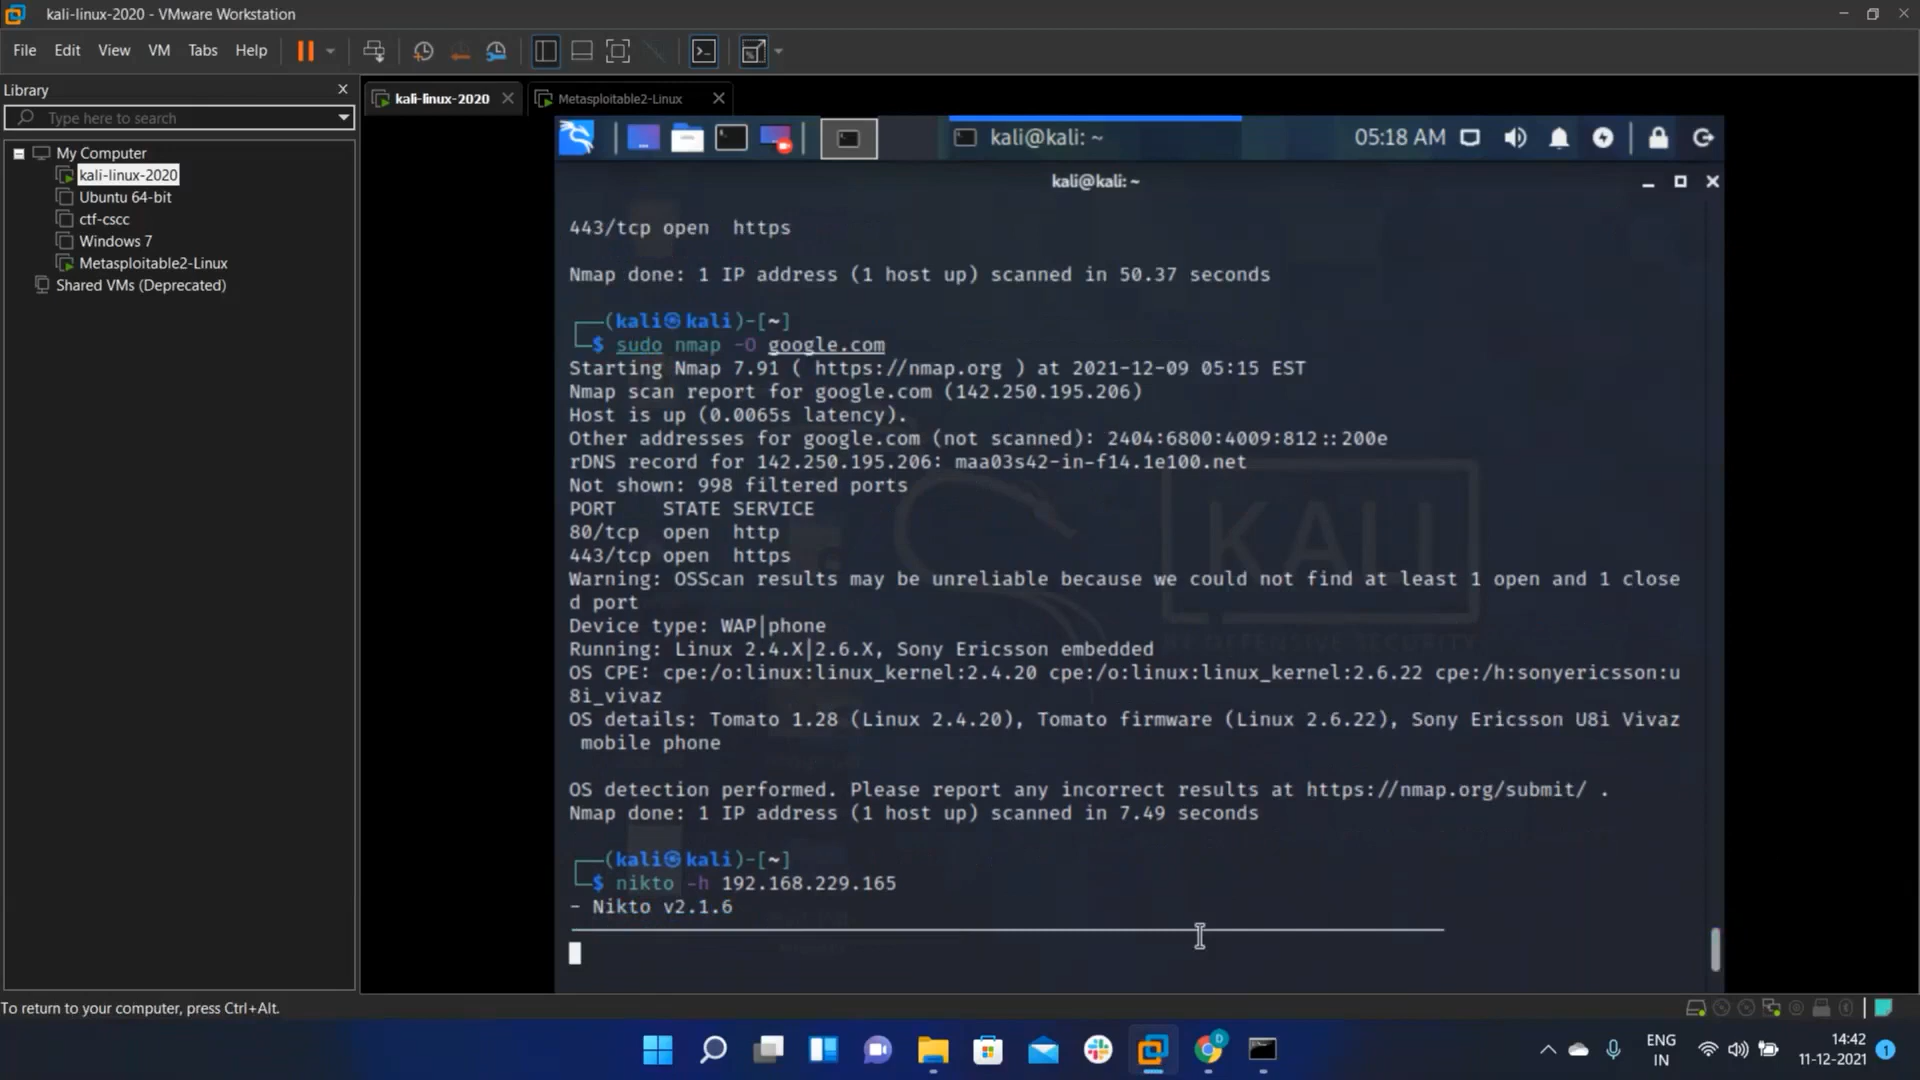 kali-linux-2020 - VMware Workstation
File Edit View VM Tabs Help
Library
Type here to search
My Computer
kali-linux-2020
Ubuntu 64-bit
ctf-cscc
Windows 7
Metasploitable2-Linux
Shared VMs (Deprecated)
kali-linux-2020
Metasploitable2-Linux
kali@kali: ~
05:18 AM
kali@kali: ~
443/tcp open  https
Nmap done: 1 IP address (1 host up) scanned in 50.37 seconds
(kali㉿kali)-[~]
$ sudo nmap -O google.com
Starting Nmap 7.91 ( https://nmap.org ) at 2021-12-09 05:15 EST
Nmap scan report for google.com (142.250.195.206)
Host is up (0.0065s latency).
Other addresses for google.com (not scanned): 2404:6800:4009:812::200e
rDNS record for 142.250.195.206: maa03s42-in-f14.1e100.net
Not shown: 998 filtered ports
PORT    STATE SERVICE
80/tcp  open  http
443/tcp open  https
Warning: OSScan results may be unreliable because we could not find at least 1 open and 1 close
d port
Device type: WAP|phone
Running: Linux 2.4.X|2.6.X, Sony Ericsson embedded
OS CPE: cpe:/o:linux:linux_kernel:2.4.20 cpe:/o:linux:linux_kernel:2.6.22 cpe:/h:sonyericsson:u
8i_vivaz
OS details: Tomato 1.28 (Linux 2.4.20), Tomato firmware (Linux 2.6.22), Sony Ericsson U8i Vivaz
mobile phone
OS detection performed. Please report any incorrect results at https://nmap.org/submit/ .
Nmap done: 1 IP address (1 host up) scanned in 7.49 seconds
(kali㉿kali)-[~]
$ nikto -h 192.168.229.165
- Nikto v2.1.6
KALI
OFFENSIVE SECURITY
To return to your computer, press Ctrl+Alt.
ENG
IN
14:42
11-12-2021
1